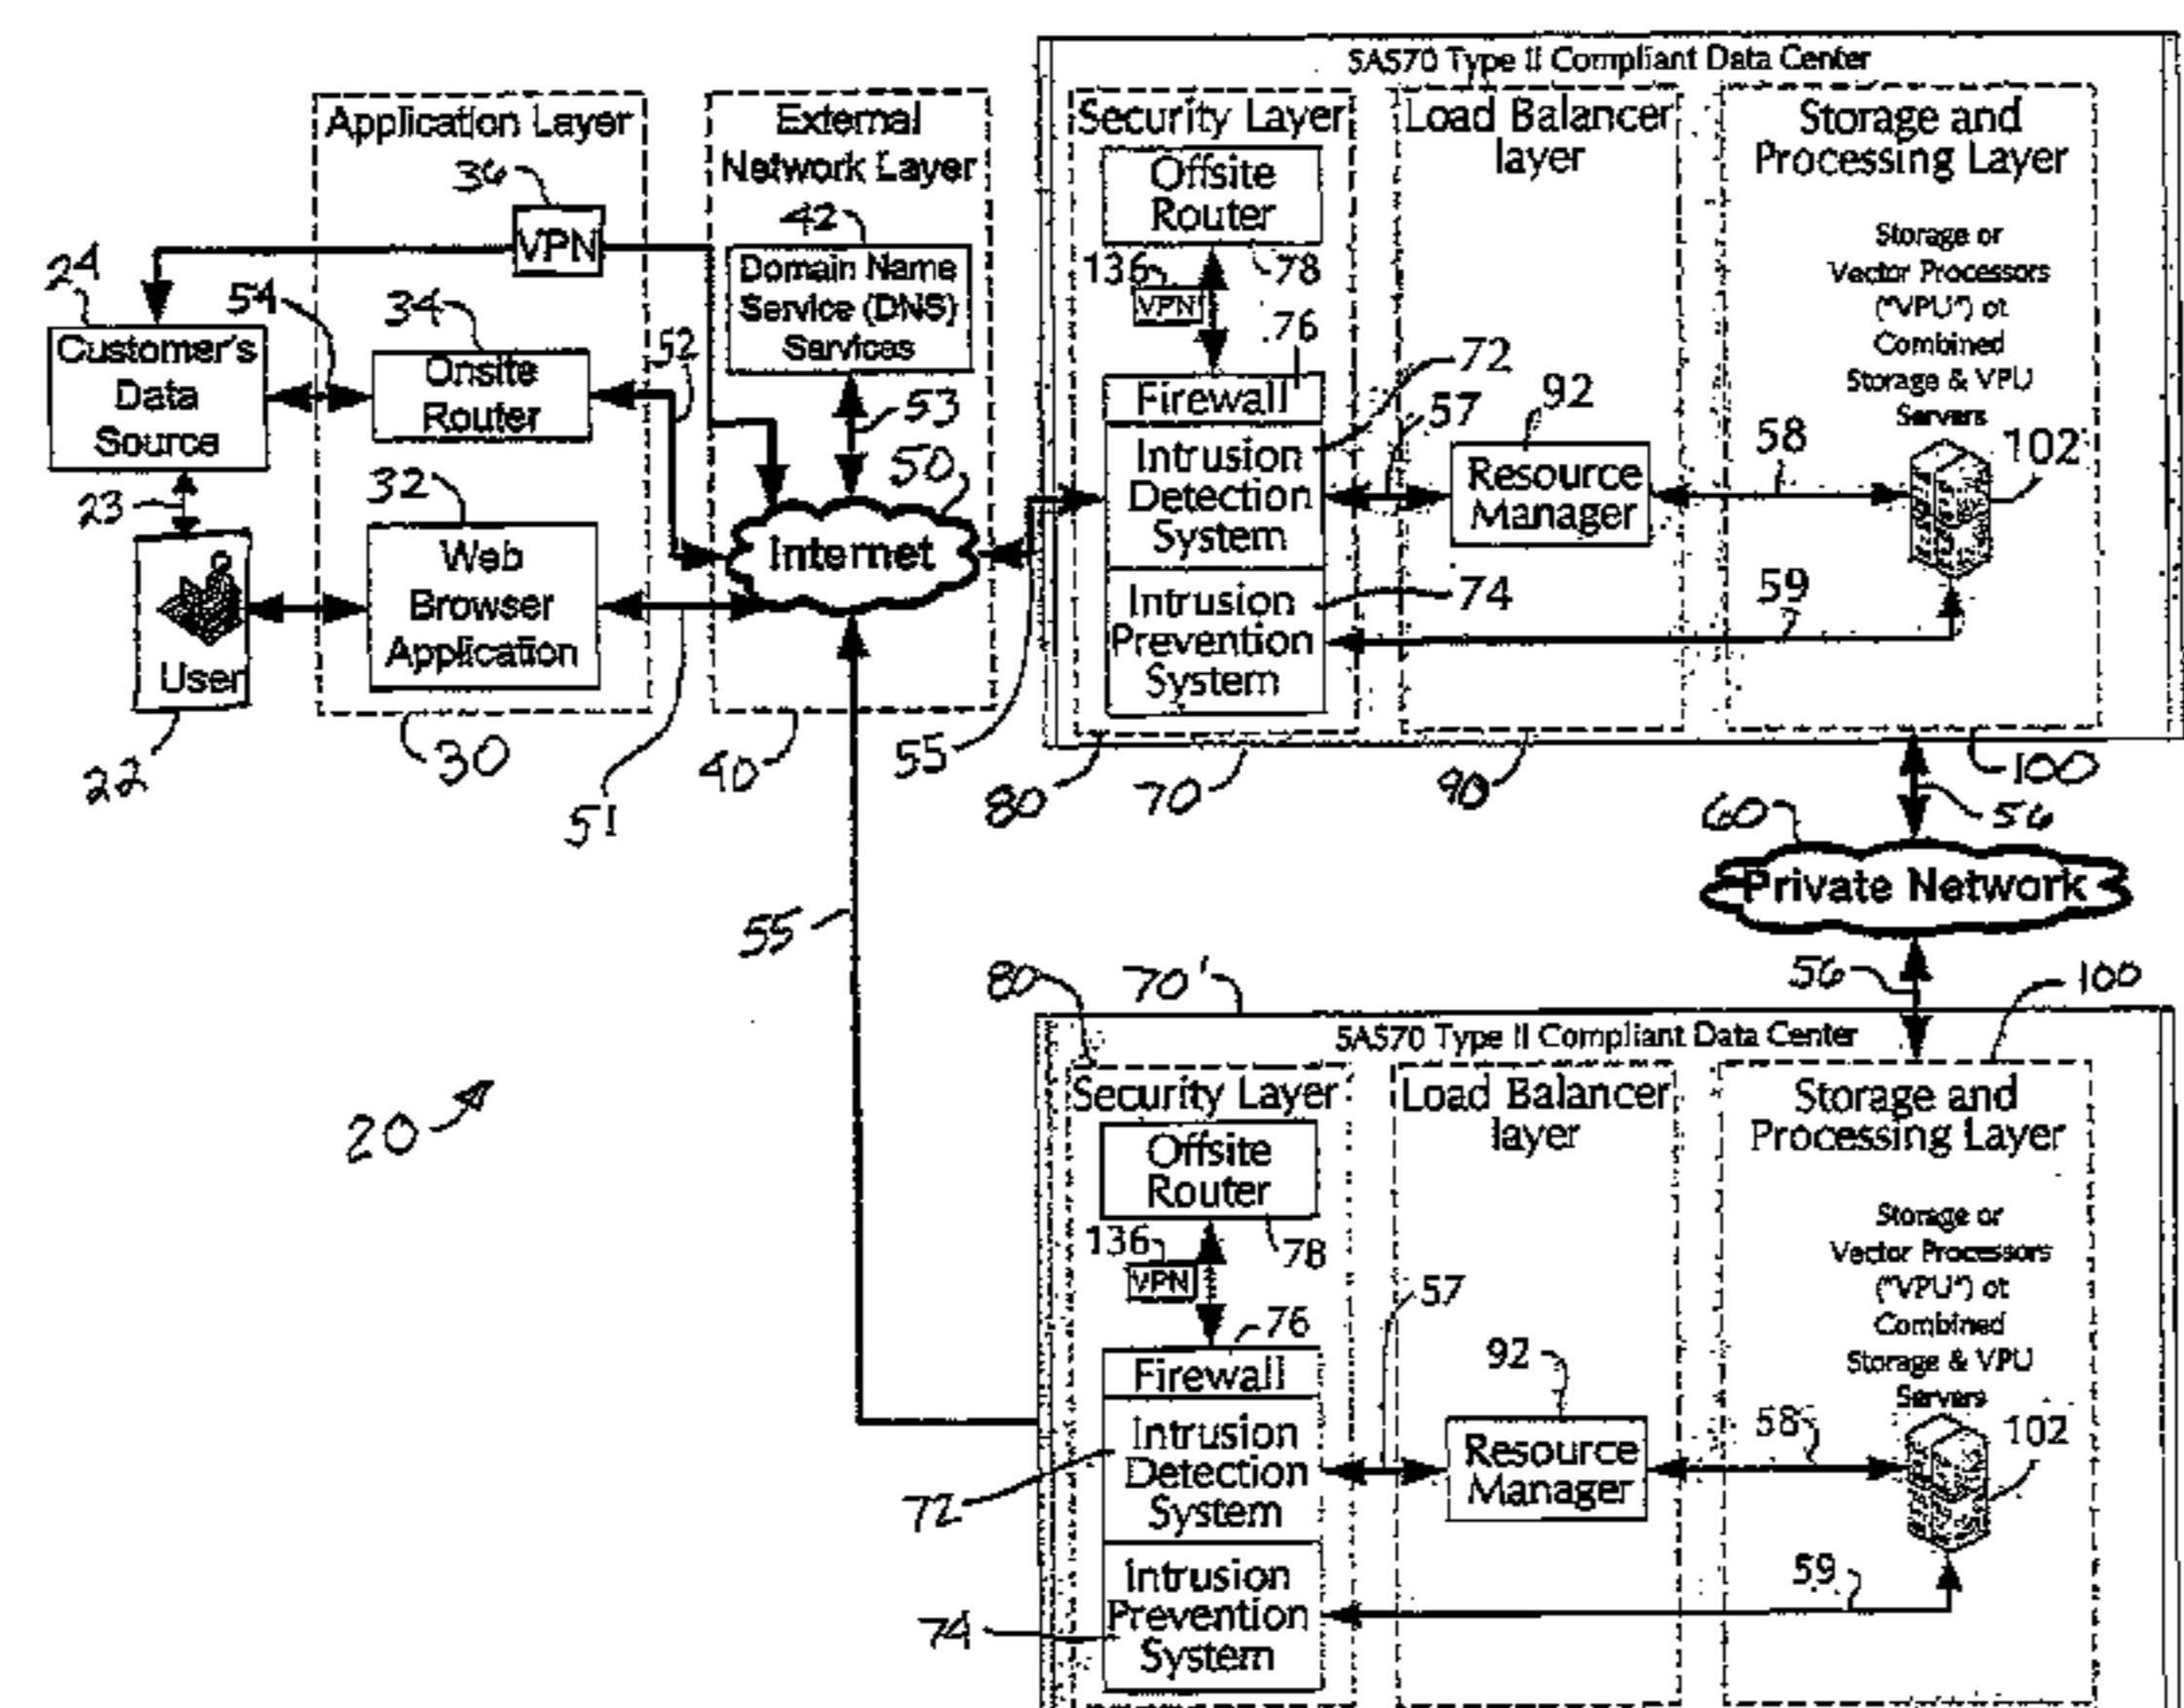 SAS70 Type II Compliant Data Center
Application Layer
External
Network Layer
Security Layer
Load Balancer
layer
Storage and
Processing Layer
36
VPN
42
Domain Name
Service (DNS)
Services
24
Customer's
Data
Source
54
34
Onsite
Router
52
53
23
32
Web
Browser
Application
50
Internet
User
22
30
51
40
55
Offsite
Router
136
VPN
78
76
Firewall
72
Intrusion
Detection
System
57
92
Resource
Manager
74
Intrusion
Prevention
System
Storage or
Vector Processors
("VPU") ot
Combined
Storage & VPU
Servers
58
102
59
80
70
90
100
56
60
Private Network
56
55
20
80
70'
100
SAS70 Type II Compliant Data Center
Security Layer
Load Balancer
layer
Storage and
Processing Layer
Offsite
Router
136
VPN
78
76
Firewall
Intrusion
Detection
System
72
57
92
Resource
Manager
Intrusion
Prevention
System
74
Storage or
Vector Processors
("VPU") ot
Combined
Storage & VPU
Servers
58
102
59